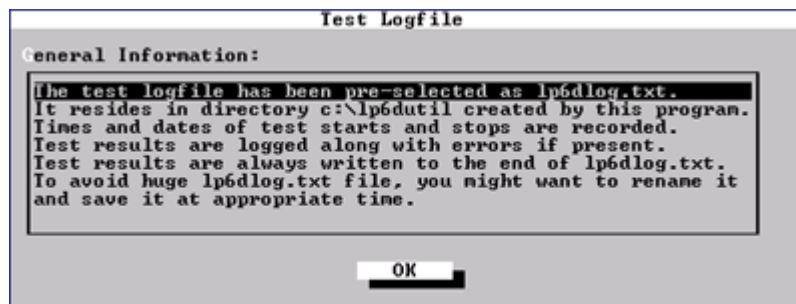 Test Logfile
General Information:
The test logfile has been pre-selected as lp6dlog.txt.
It resides in directory c:\lp6dutil created by this program.
Times and dates of test starts and stops are recorded.
Test results are logged along with errors if present.
Test results are always written to the end of lp6dlog.txt.
To avoid huge lp6dlog.txt file, you might want to rename it
and save it at appropriate time.
OK